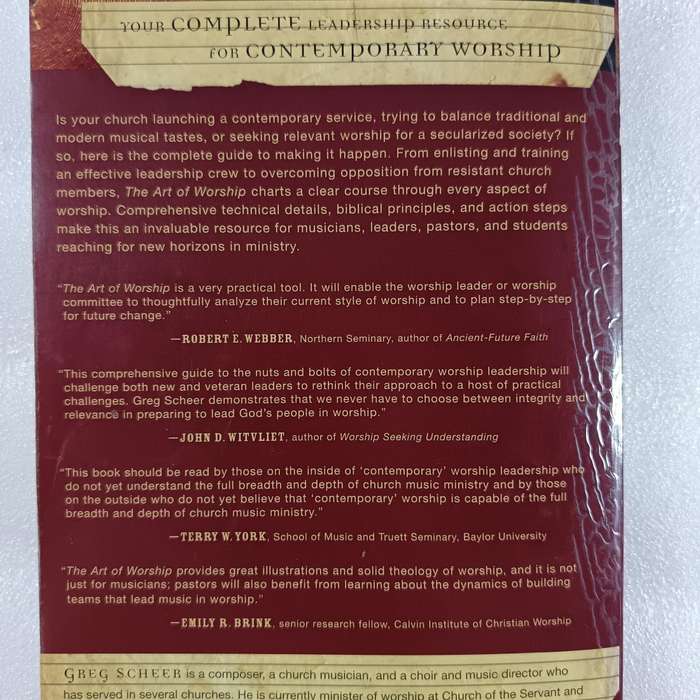 YOUR COMPLETE LEADERSHIP RESOURCE
FOR CONTEMPORARY WORSHIP
Is your church launching a contemporary service, trying to balance traditional and
modern musical tastes, or seeking relevant worship for a secularized society? If
so, here is the complete guide to making it happen. From enlisting and training
an effective leadership crew to overcoming opposition from resistant church
members, The Art of Worship charts a clear course through every aspect of
worship. Comprehensive technical details, biblical principles, and action steps
make this an invaluable resource for musicians, leaders, pastors, and students
reaching for new horizons in ministry.
“The Art of Worship is a very practical tool. It will enable the worship leader or worship
committee to thoughtfully analyze their current style of worship and to plan step-by-step
for future change.”
—ROBERT E. WEBBER, Northern Seminary, author of Ancient-Future Faith
“This comprehensive guide to the nuts and bolts of contemporary worship leadership will
challenge both new and veteran leaders to rethink their approach to a host of practical
challenges. Greg Scheer demonstrates that we never have to choose between integrity and
relevance in preparing to lead God’s people in worship.”
—JOHN D. WITVLIET, author of Worship Seeking Understanding
“This book should be read by those on the inside of ‘contemporary’ worship leadership who
do not yet understand the full breadth and depth of church music ministry and by those
on the outside who do not yet believe that ‘contemporary’ worship is capable of the full
breadth and depth of church music ministry.”
—TERRY W. YORK, School of Music and Truett Seminary, Baylor University
“The Art of Worship provides great illustrations and solid theology of worship, and it is not
just for musicians; pastors will also benefit from learning about the dynamics of building
teams that lead music in worship.”
—EMILY R. BRINK, senior research fellow, Calvin Institute of Christian Worship
GREG SCHEER is a composer, a church musician, and a choir and music director who
has served in several churches. He is currently minister of worship at Church of the Servant and